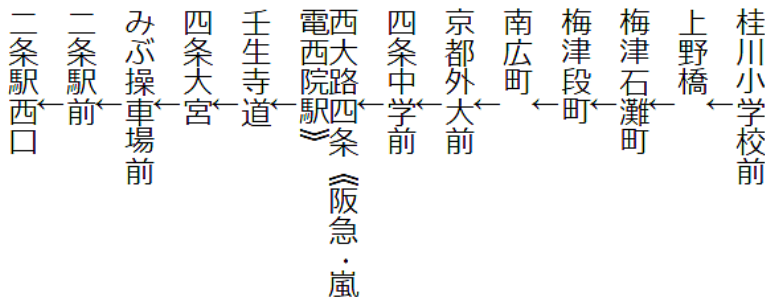 桂川小学校前
←
上野橋
←
梅津石灘町
←
梅津段町
←
南広町
←
京都外大前
←
四条中学前
←
西大路四条《阪急・嵐
電西院駅》
←
壬生寺道
←
四条大宮
←
みぶ操車場前
←
二条駅前
←
二条駅西口